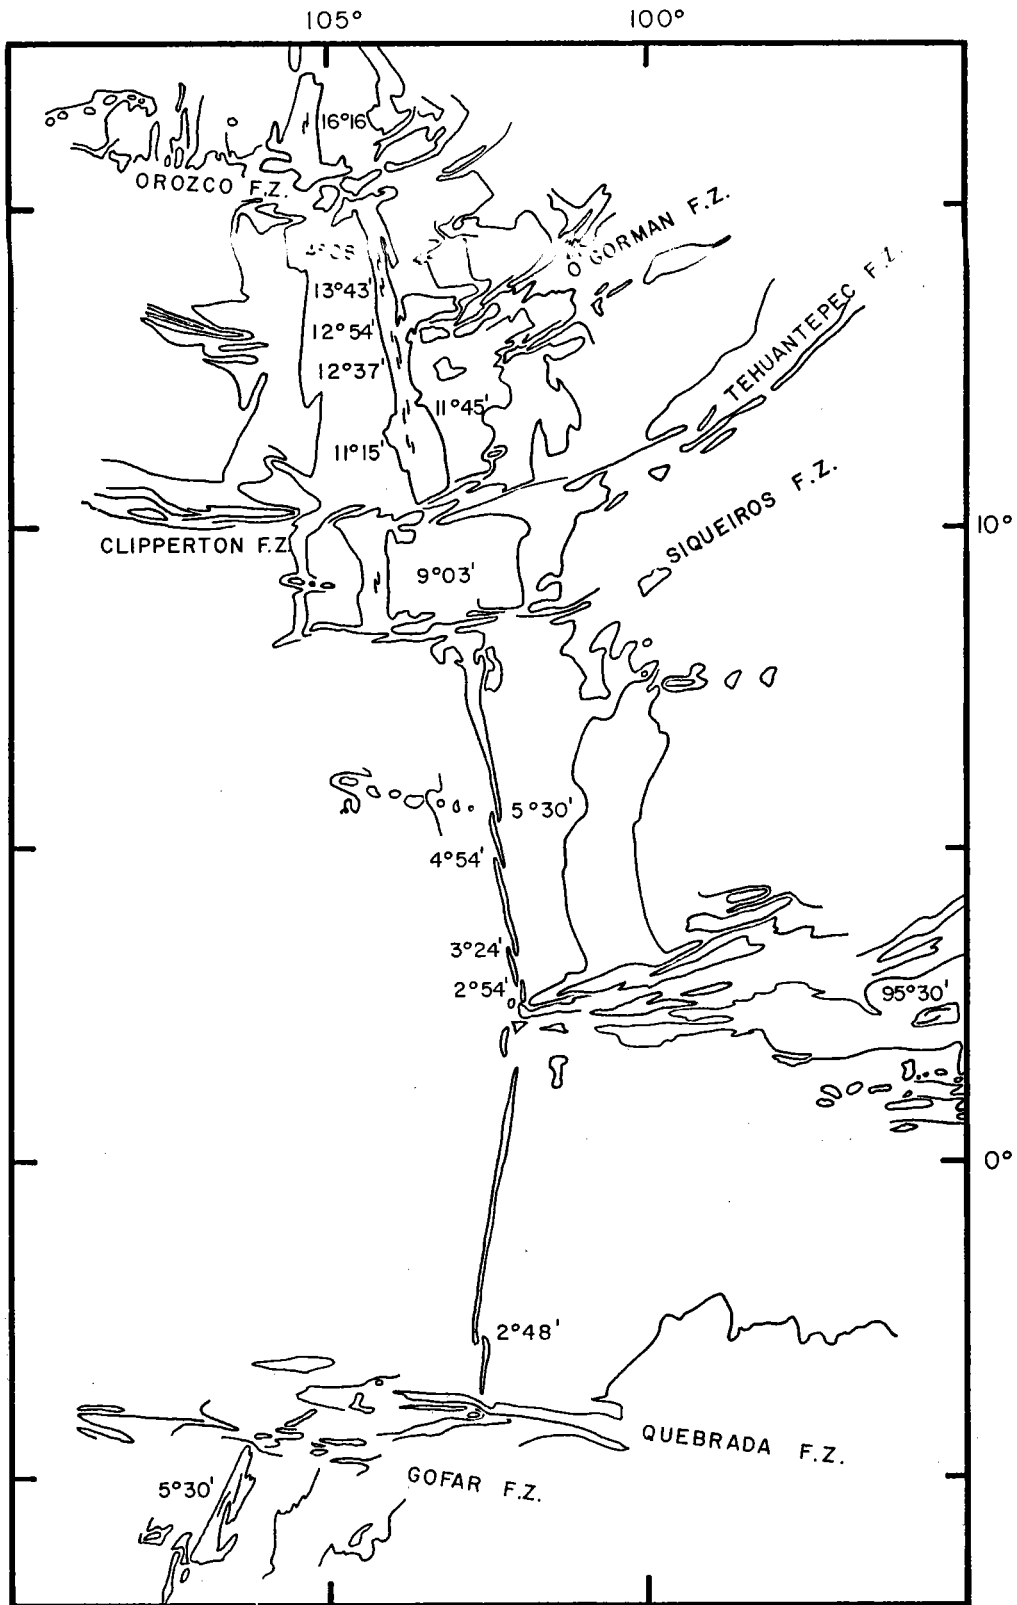 105° 100°
16°16'
OROZCO F.Z.
O'GORMAN F.Z.
13°43'
TEHUANTEPEC F.Z.
12°54'
12°37'
11°45'
11°15'
SIQUEIROS F.Z.
10°
CLIPPERTON F.Z.
9°03'
5°30'
4°54'
3°24'
2°54'
95°30'
0°
2°48'
QUEBRADA F.Z.
GOFAR F.Z.
5°30'